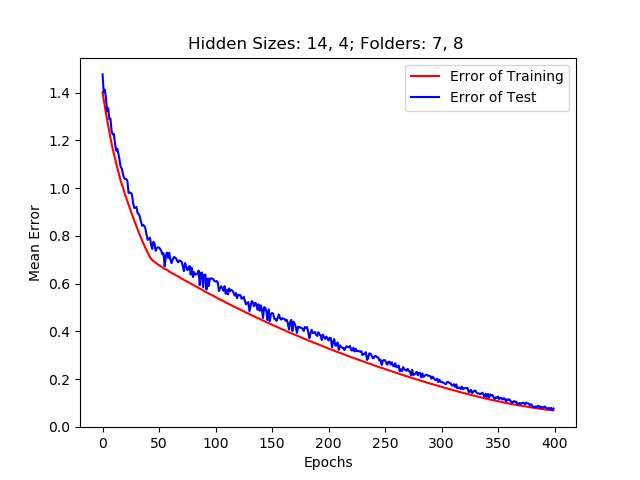 Hidden Sizes: 14, 4; Folders: 7, 8
Error of Training
Error of Test
Mean Error
1.4
1.2
1.0
0.8
0.6
0.4
0.2
0.0
0 50 100 150 200 250 300 350 400
Epochs